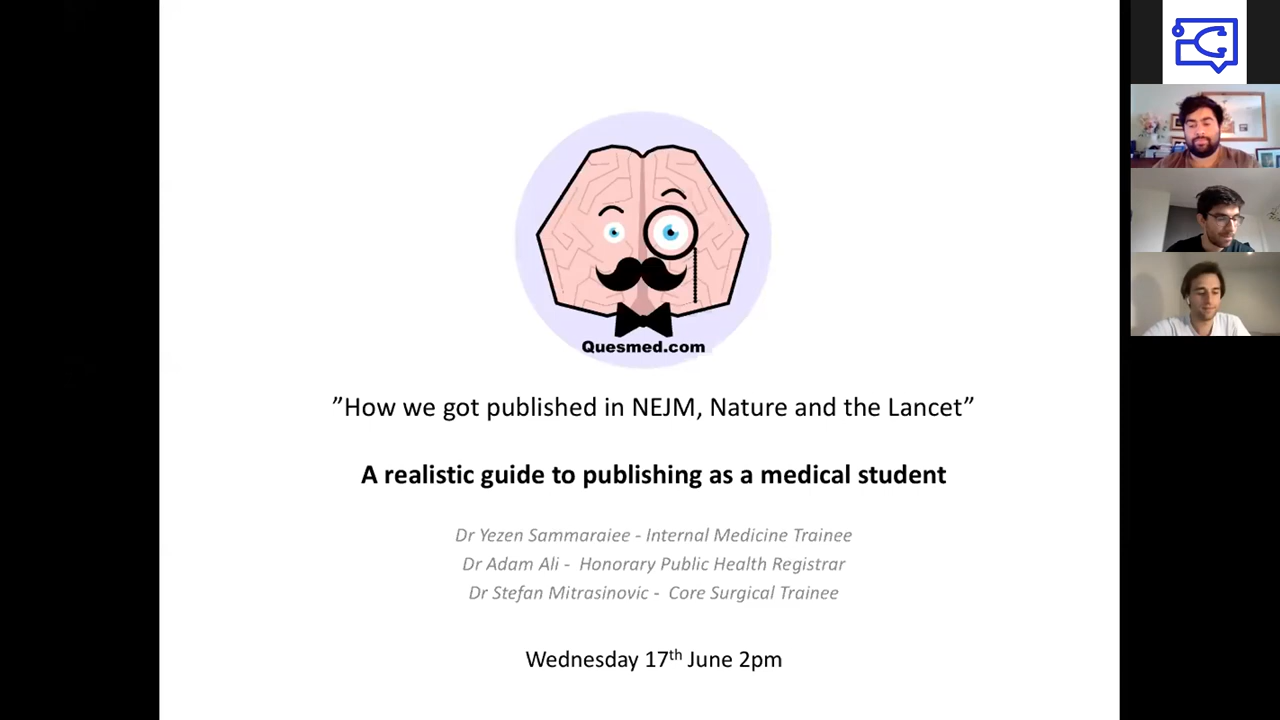 Quesmed.com
”How we got published in NEJM, Nature and the Lancet”
A realistic guide to publishing as a medical student
Dr Yezen Sammaraiee - Internal Medicine Trainee
Dr Adam Ali -  Honorary Public Health Registrar
Dr Stefan Mitrasinovic -  Core Surgical Trainee
Wednesday 17th June 2pm